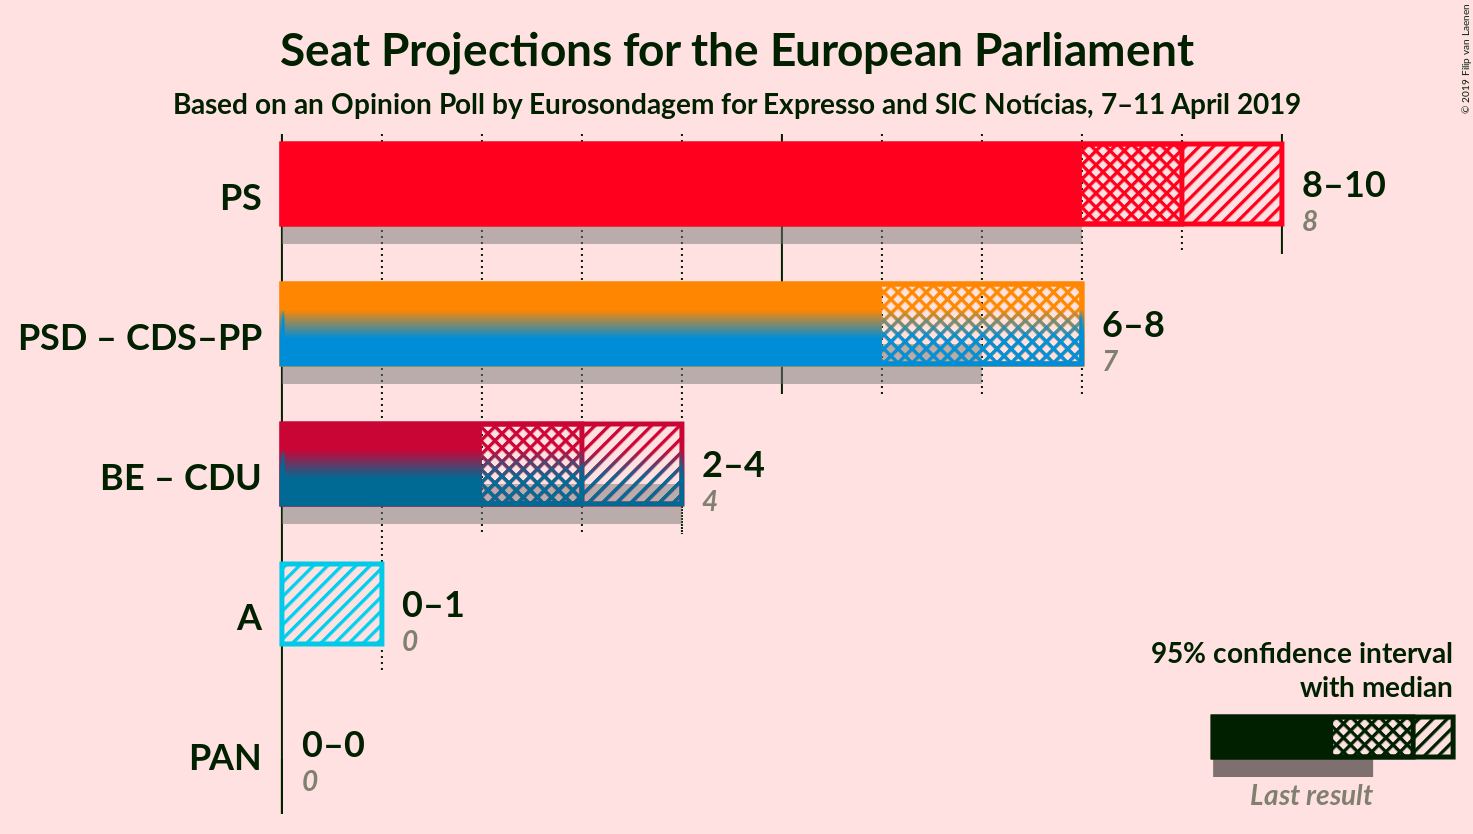 Seat Projections for the European Parliament
Based on an Opinion Poll by Eurosondagem for Expresso and SIC Notícias, 7–11 April 2019
© 2019 Filip van Laenen
PS
8–10
8
PSD – CDS–PP
6–8
7
BE – CDU
2–4
4
A
0–1
0
PAN
0–0
0
95% confidence interval
with median
Last result